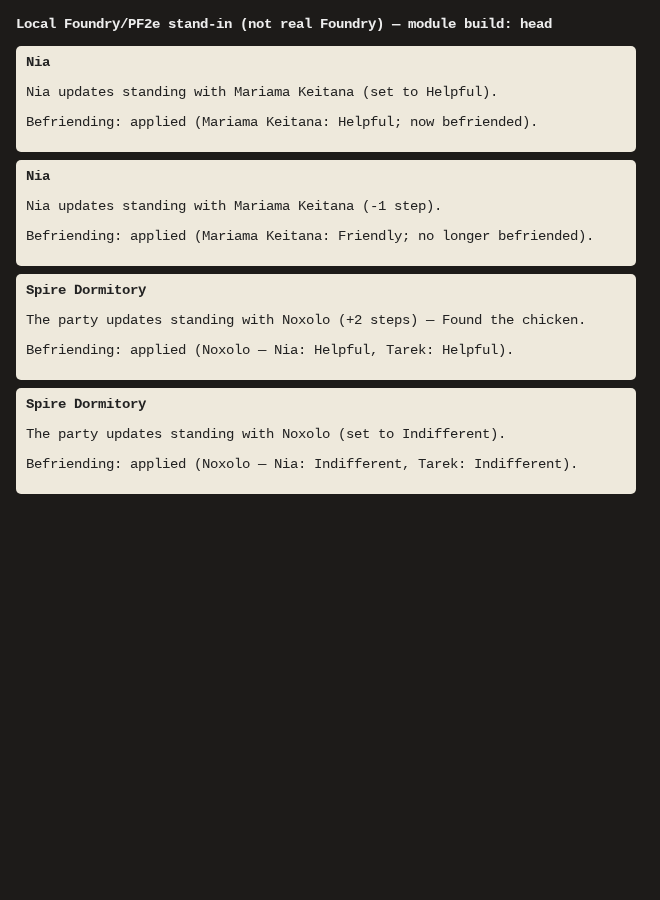 Local Foundry/PF2e stand-in (not real Foundry) — module build: head
Nia
Nia updates standing with Mariama Keitana (set to Helpful).
Befriending: applied (Mariama Keitana: Helpful; now befriended).
Nia
Nia updates standing with Mariama Keitana (-1 step).
Befriending: applied (Mariama Keitana: Friendly; no longer befriended).
Spire Dormitory
The party updates standing with Noxolo (+2 steps) — Found the chicken.
Befriending: applied (Noxolo — Nia: Helpful, Tarek: Helpful).
Spire Dormitory
The party updates standing with Noxolo (set to Indifferent).
Befriending: applied (Noxolo — Nia: Indifferent, Tarek: Indifferent).